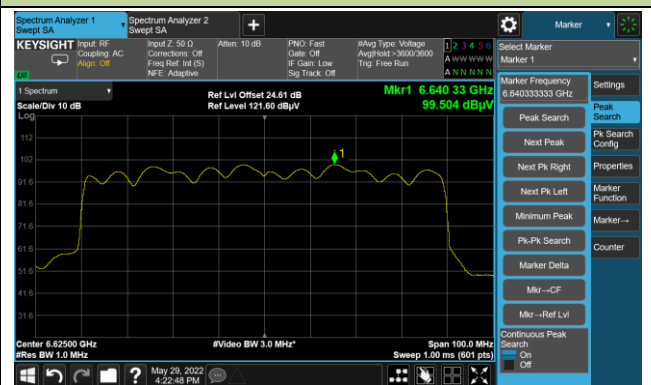 Spectrum Analyzer 1
Swept SA
Spectrum Analyzer 2
Swept SA
+
Marker
KEYSIGHT
Input: RF
Coupling: AC
Align: Off
Input Z: 50 Ω
Corrections: Off
Freq Ref: Int (S)
NFE: Adaptive
Atten: 10 dB
PNO: Fast
Gate: Off
IF Gain: Low
Sig Track: Off
#Avg Type: Voltage
Avg|Hold:>3600/3600
Trig: Free Run
1 2 3 4 5 6
A W W W W W
A N N N N N
Select Marker
Marker 1
LW
1 Spectrum
Scale/Div 10 dB
Log
Ref Lvl Offset 24.61 dB
Ref Level 121.60 dBµV
Mkr1 6.640 33 GHz
99.504 dBµV
112
102
91.6
81.6
71.6
61.6
51.6
41.6
31.6
1
Center 6.62500 GHz
#Res BW 1.0 MHz
#Video BW 3.0 MHz*
Span 100.0 MHz
Sweep 1.00 ms (601 pts)
Marker Frequency
6.640333333 GHz
Peak Search
Next Peak
Next Pk Right
Next Pk Left
Minimum Peak
Pk-Pk Search
Marker Delta
Mkr→CF
Mkr→Ref Lvl
Continuous Peak
Search
On
Off
Settings
Peak
Search
Pk Search
Config
Properties
Marker
Function
Marker→
Counter
?
May 29, 2022
4:22:48 PM